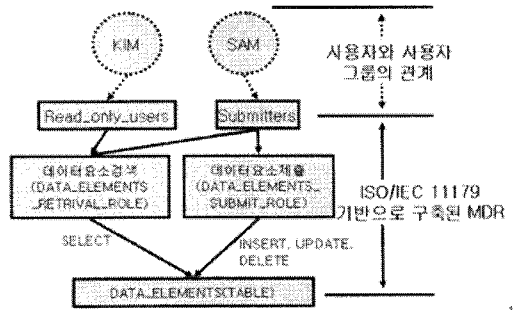 KIM
SAM
사용자와 사용자
그룹의 관계
Read_only_users
Submitters
데이터요소검색
(DATA_ELEMENTS
_RETRIVAL_ROLE)
데이터요소제출
(DATA_ELEMENTS_
SUBMIT_ROLE)
ISO/IEC 11179
기반으로 구축된 MDR
SELECT
INSERT, UPDATE,
DELETE
DATA_ELEMENTS(TABLE)